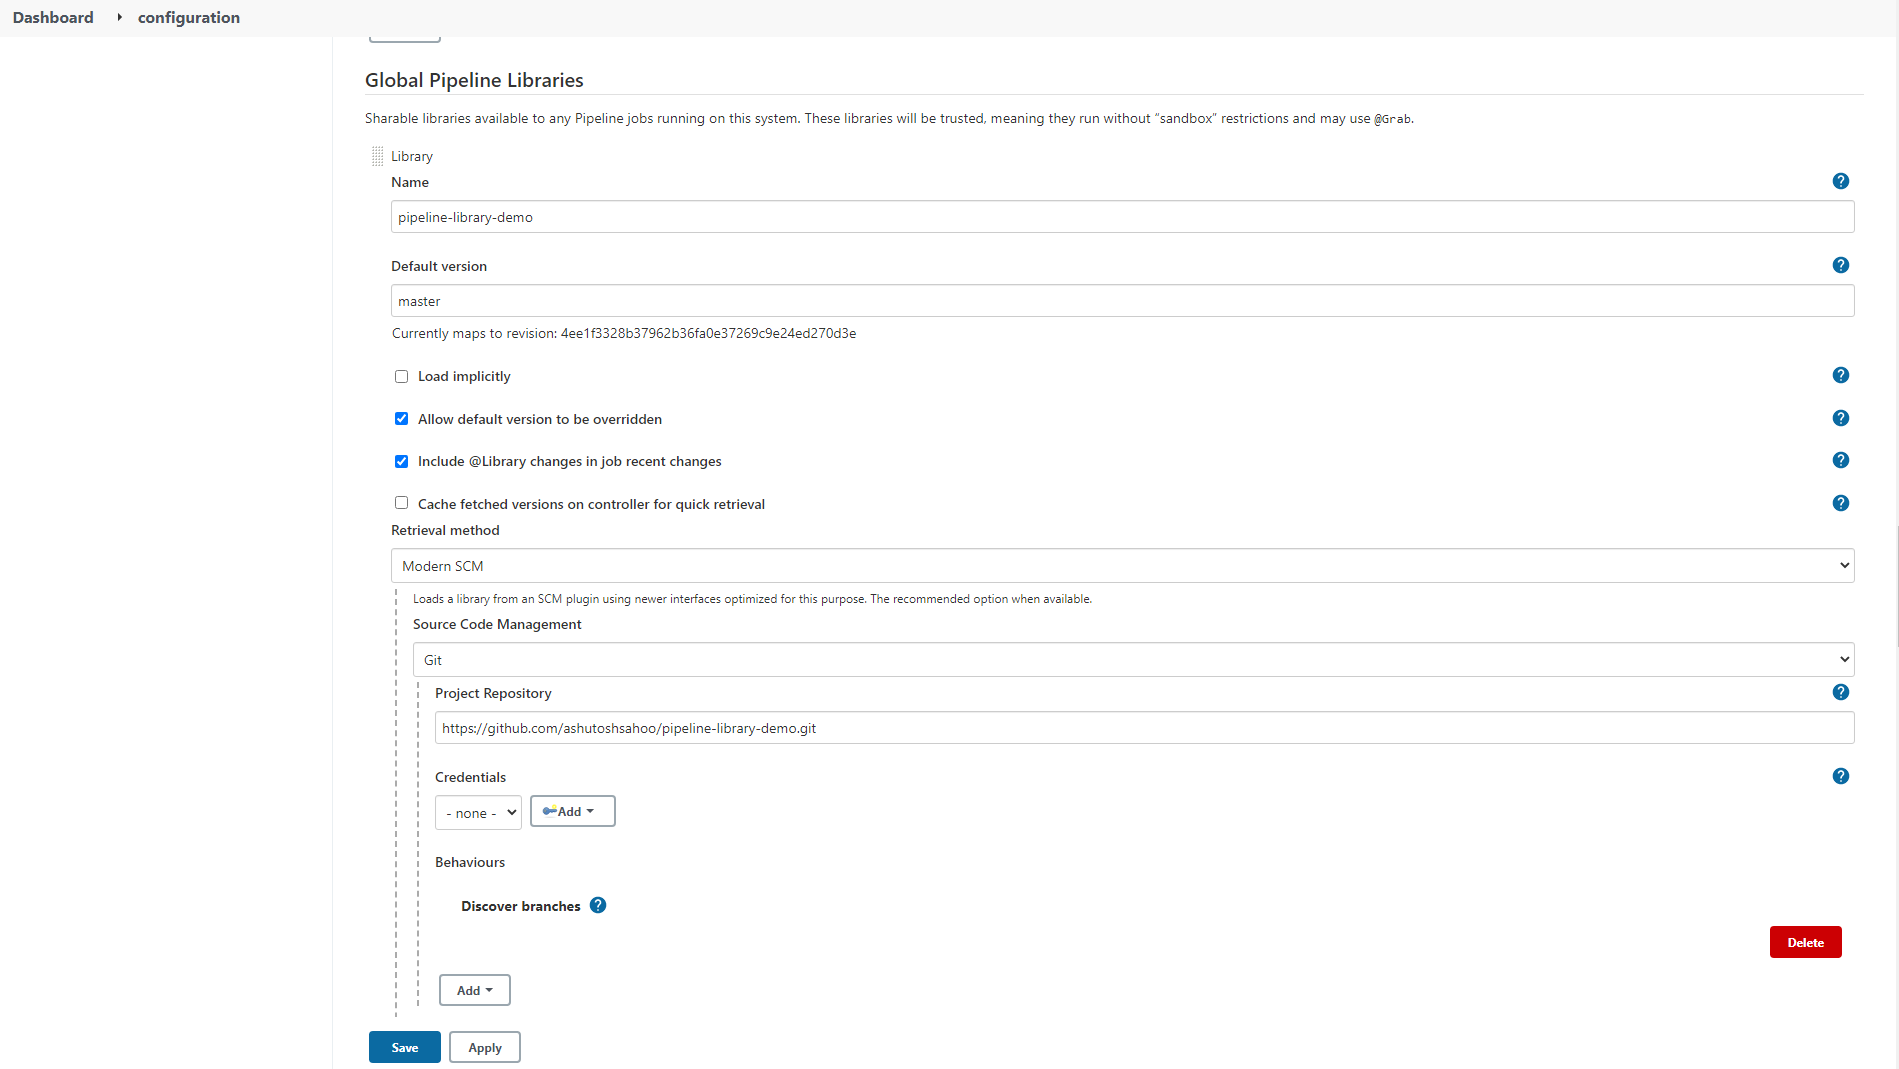 Dashboard
configuration
Global Pipeline Libraries
Sharable libraries available to any Pipeline jobs running on this system. These libraries will be trusted, meaning they run without “sandbox” restrictions and may use @Grab.
Library
Name
pipeline-library-demo
Default version
master
Currently maps to revision: 4ee1f3328b37962b36fa0e37269c9e24ed270d3e
Load implicitly
Allow default version to be overridden
Include @Library changes in job recent changes
Cache fetched versions on controller for quick retrieval
Retrieval method
Modern SCM
Loads a library from an SCM plugin using newer interfaces optimized for this purpose. The recommended option when available.
Source Code Management
Git
Project Repository
https://github.com/ashutoshsahoo/pipeline-library-demo.git
Credentials
- none -
Add
Behaviours
Discover branches
Delete
Add
Save
Apply